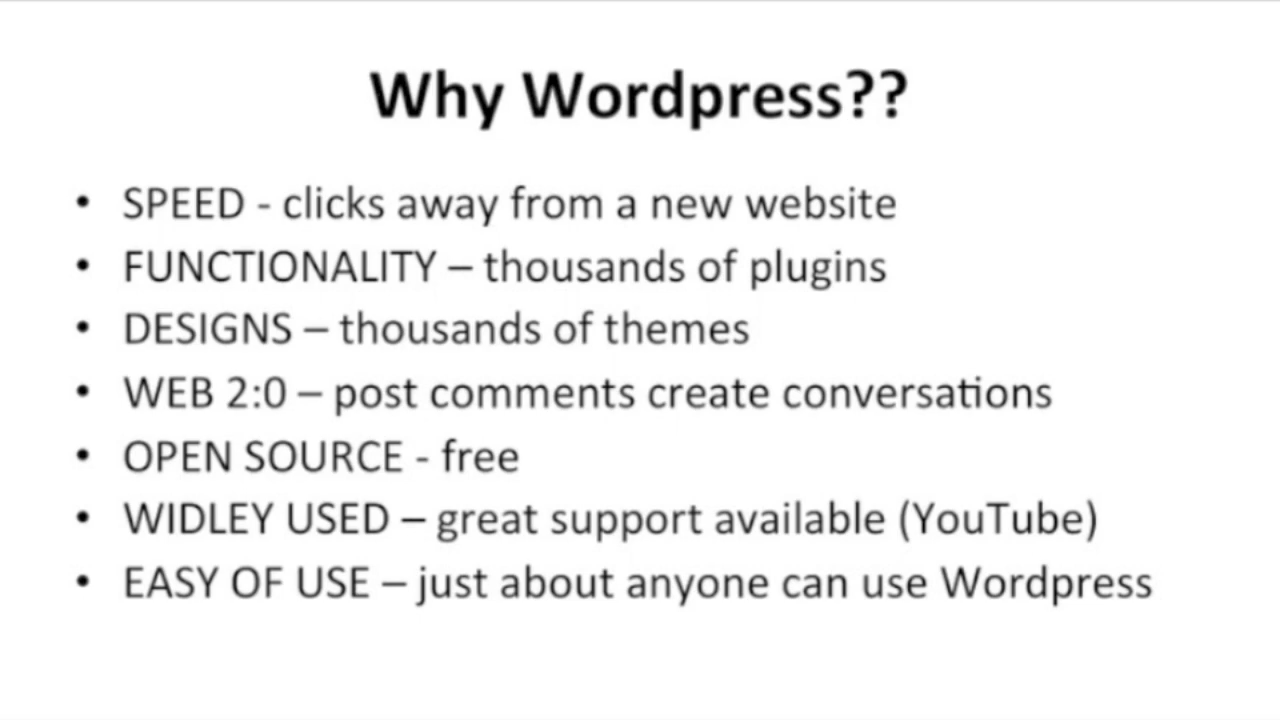 Why Wordpress??
• SPEED - clicks away from a new website
• FUNCTIONALITY – thousands of plugins
• DESIGNS – thousands of themes
• WEB 2:0 – post comments create conversations
• OPEN SOURCE - free
• WIDLEY USED – great support available (YouTube)
• EASY OF USE – just about anyone can use Wordpress